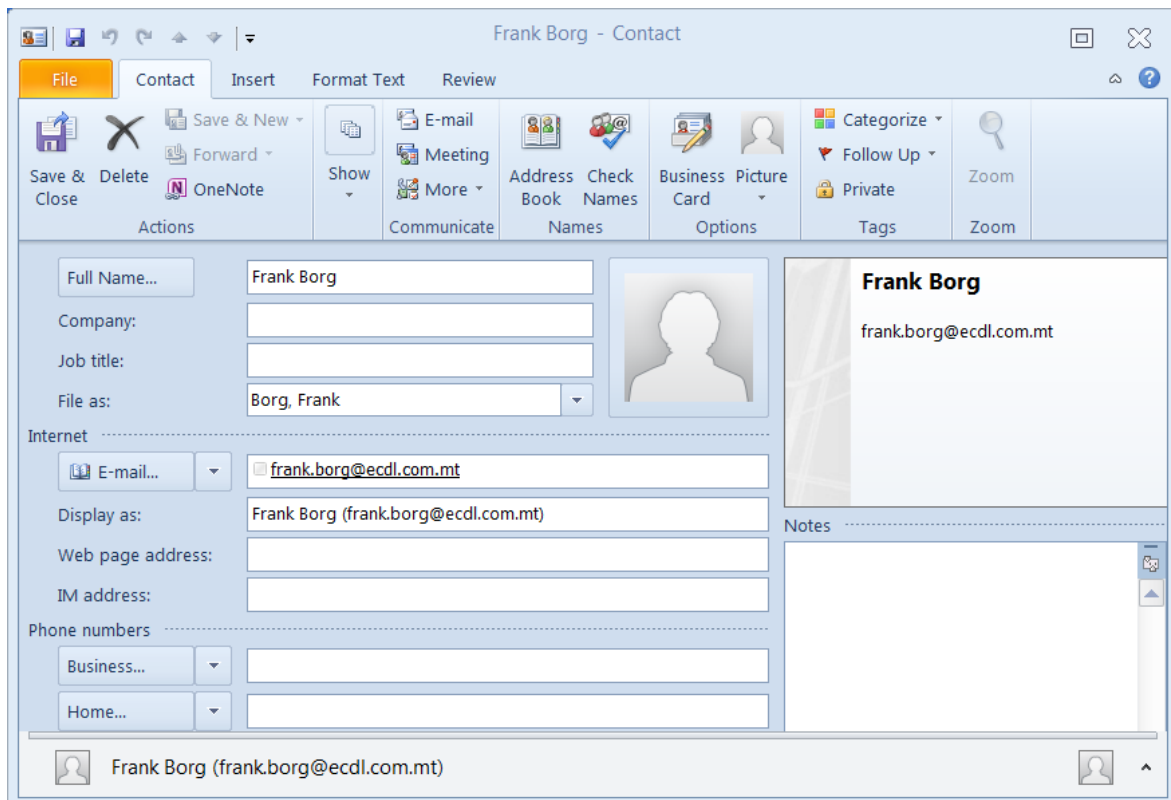 Frank Borg - Contact
File Contact Insert Format Text Review
Save & Close
Delete
Save & New
Forward
OneNote
Actions
Show
E-mail
Meeting
More
Communicate
Address Book
Check Names
Names
Business Card
Picture
Options
Categorize
Follow Up
Private
Tags
Zoom
Zoom
Full Name... Frank Borg
Company:
Job title:
File as: Borg, Frank
Frank Borg
frank.borg@ecdl.com.mt
Internet
E-mail... frank.borg@ecdl.com.mt
Display as: Frank Borg (frank.borg@ecdl.com.mt)
Web page address:
IM address:
Notes
Phone numbers
Business...
Home...
Frank Borg (frank.borg@ecdl.com.mt)